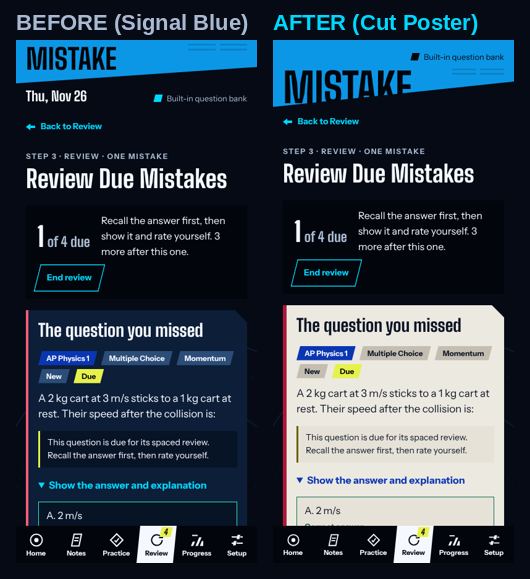 BEFORE (Signal Blue)
MISTAKE
Thu, Nov 26
Built-in question bank
Back to Review
STEP 3 · REVIEW · ONE MISTAKE
Review Due Mistakes
1 of 4 due
Recall the answer first, then
show it and rate yourself. 3
more after this one.
End review
The question you missed
AP Physics 1
Multiple Choice
Momentum
New
Due
A 2 kg cart at 3 m/s sticks to a 1 kg cart at
rest. Their speed after the collision is:
This question is due for its spaced review.
Recall the answer first, then rate yourself.
Show the answer and explanation
A. 2 m/s
4
Home
Notes
Practice
Review
Progress
Setup
AFTER (Cut Poster)
Built-in question bank
MISTAKE
Back to Review
STEP 3 · REVIEW · ONE MISTAKE
Review Due Mistakes
1 of 4 due
Recall the answer first, then
show it and rate yourself. 3
more after this one.
End review
The question you missed
AP Physics 1
Multiple Choice
Momentum
New
Due
A 2 kg cart at 3 m/s sticks to a 1 kg cart at
rest. Their speed after the collision is:
This question is due for its spaced review.
Recall the answer first, then rate yourself.
Show the answer and explanation
A. 2 m/s
4
Home
Notes
Practice
Review
Progress
Setup